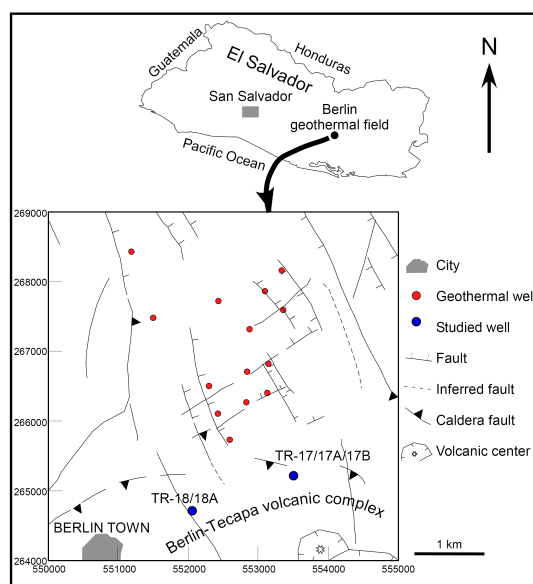 Guatemala
Honduras
El Salvador
San Salvador
Berlin
geothermal field
Pacific Ocean
N
269000
268000
267000
266000
265000
264000
City
Geothermal wel
Studied well
Fault
Inferred fault
Caldera fault
Volcanic center
TR-17/17A/17B
TR-18/18A
Berlin-Tecapa volcanic complex
BERLIN TOWN
550000 551000 552000 553000 554000 555000
1 km